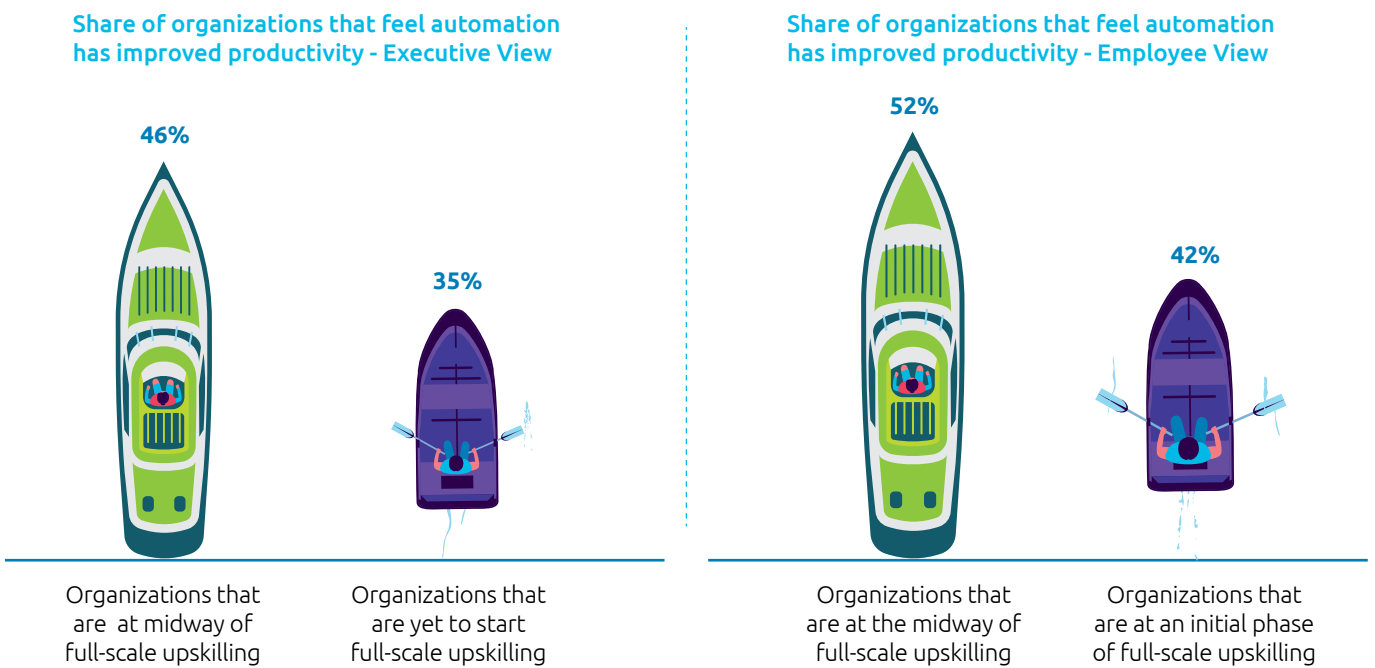 Share of organizations that feel automation
has improved productivity - Executive View
46%
35%
Organizations that
are at midway of
full-scale upskilling
Organizations that
are yet to start
full-scale upskilling
Share of organizations that feel automation
has improved productivity - Employee View
52%
42%
Organizations that
are at the midway of
full-scale upskilling
Organizations that
are at an initial phase
of full-scale upskilling